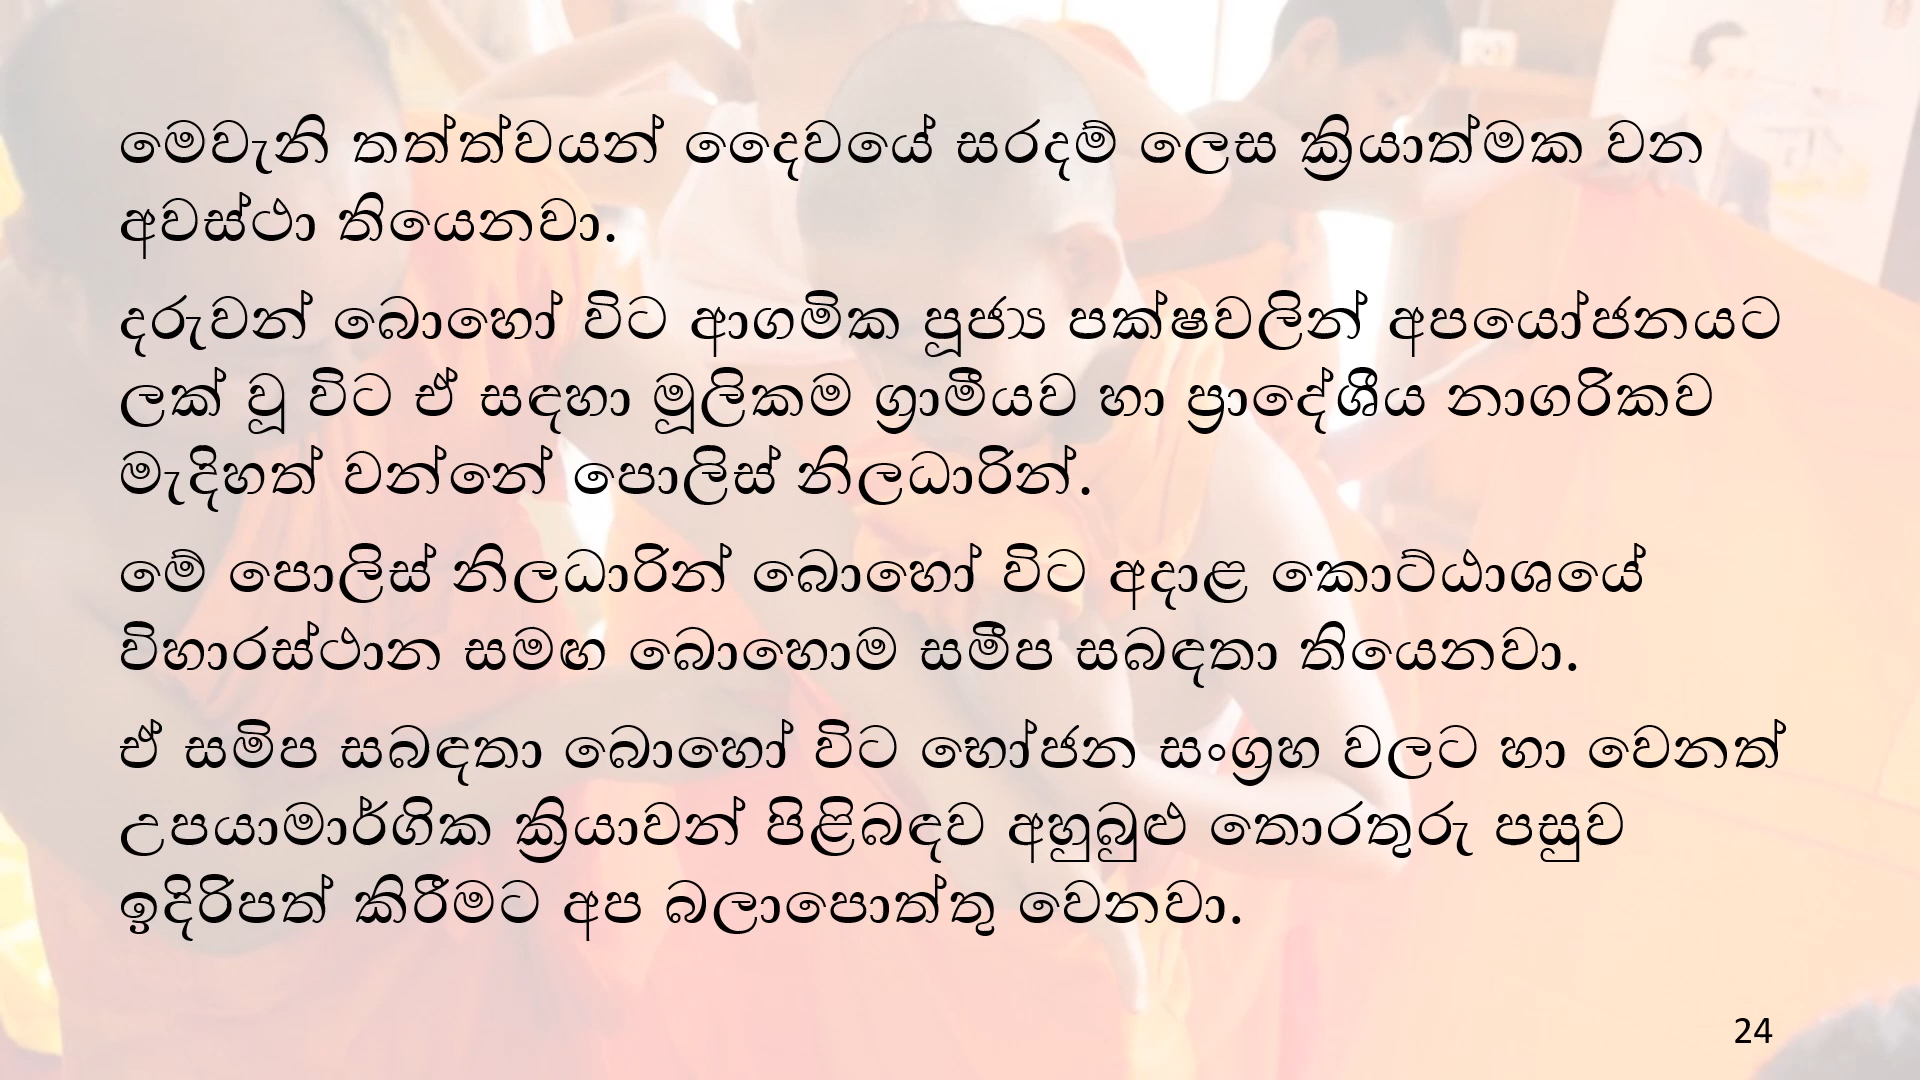 මෙවැනි තත්ත්වයන් දෛවයේ සරදම් ලෙස ක්‍රියාත්මක වන
අවස්ථා තියෙනවා.
දරුවන් බොහෝ විට ආගමික පූජ්‍ය පක්ෂවලින් අපයෝජනයට
ලක් වූ විට ඒ සඳහා මූලිකම ග්‍රාමීයව හා ප්‍රාදේශීය නාගරිකව
මැදිහත් වන්නේ පොලිස් නිලධාරින්.
මේ පොලිස් නිලධාරින් බොහෝ විට අදාළ කොට්ඨාශයේ
විහාරස්ථාන සමඟ බොහොම සමීප සබඳතා තියෙනවා.
ඒ සමිප සබඳතා බොහෝ විට භෝජන සංග්‍රහ වලට හා වෙනත්
උපයාමාර්ගික ක්‍රියාවන් පිළිබඳව අහුබුළු තොරතුරු පසුව
ඉදිරිපත් කිරීමට අප බලාපොත්තු වෙනවා.
24